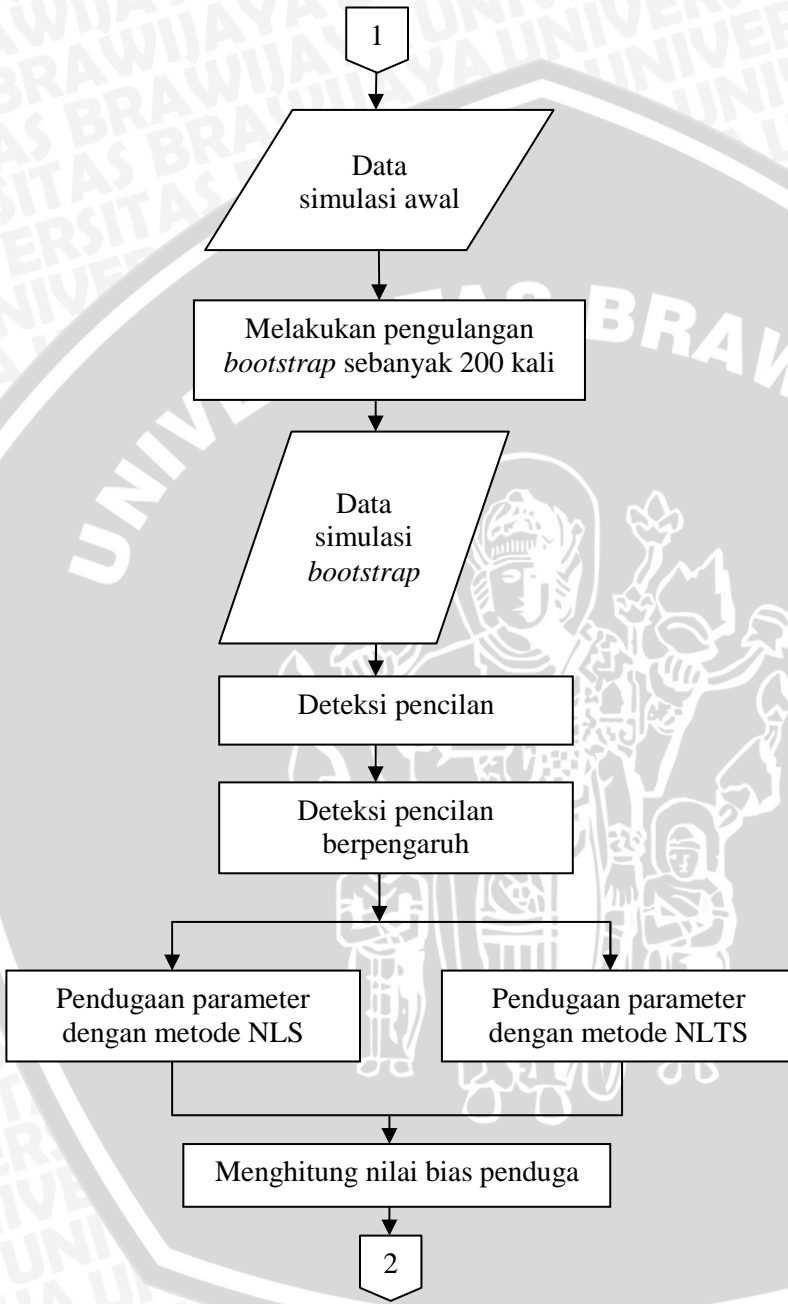 1
Data
simulasi awal
Melakukan pengulangan
bootstrap sebanyak 200 kali
Data
simulasi
bootstrap
Deteksi pencilan
Deteksi pencilan
berpengaruh
Pendugaan parameter
dengan metode NLS
Pendugaan parameter
dengan metode NLTS
Menghitung nilai bias penduga
2